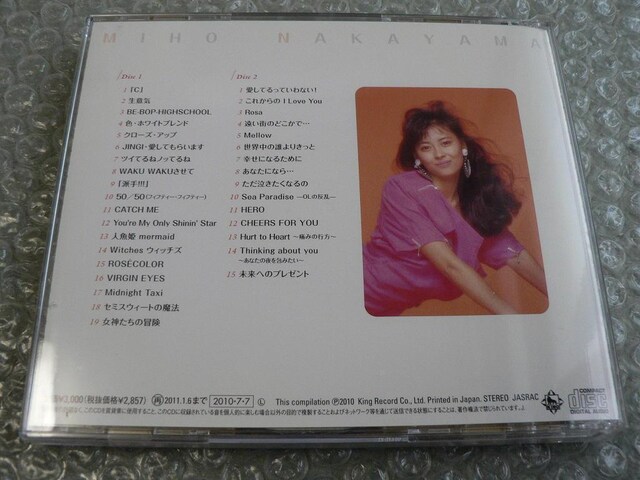 MIHO NAKAYAMA
Disc 1
1 「C」
2 生意気
3 BE-BOP-HIGHSCHOOL
4 色・ホワイトブレンド
5 クローズ・アップ
6 JINGI・愛してもらいます
7 ツイてるねノッてるね
8 WAKU WAKUさせて
9 「派手!!!」
10 50/50(フィフティー・フィフティー)
11 CATCH ME
12 You're My Only Shinin' Star
13 人魚姫 mermaid
14 Witches ウィッチズ
15 ROSÉCOLOR
16 VIRGIN EYES
17 Midnight Taxi
18 セミスウィートの魔法
19 女神たちの冒険
Disc 2
1 愛してるっていわない!
2 これからの I Love You
3 Rosa
4 遠い街のどこかで…
5 Mellow
6 世界中の誰よりきっと
7 幸せになるために
8 あなたになら…
9 ただ泣きたくなるの
10 Sea Paradise ―OLの反乱―
11 HERO
12 CHEERS FOR YOU
13 Hurt to Heart ～痛みの行方～
14 Thinking about you
～あなたの夜を包みたい～
15 未来へのプレゼント
¥3,000(税抜価格¥2,857) 再 2011.1.6まで 2010-7-7 L This compilation ℗2010 King Record Co., Ltd. Printed in Japan. STEREO JASRAC
COMPACT
disc
DIGITAL AUDIO